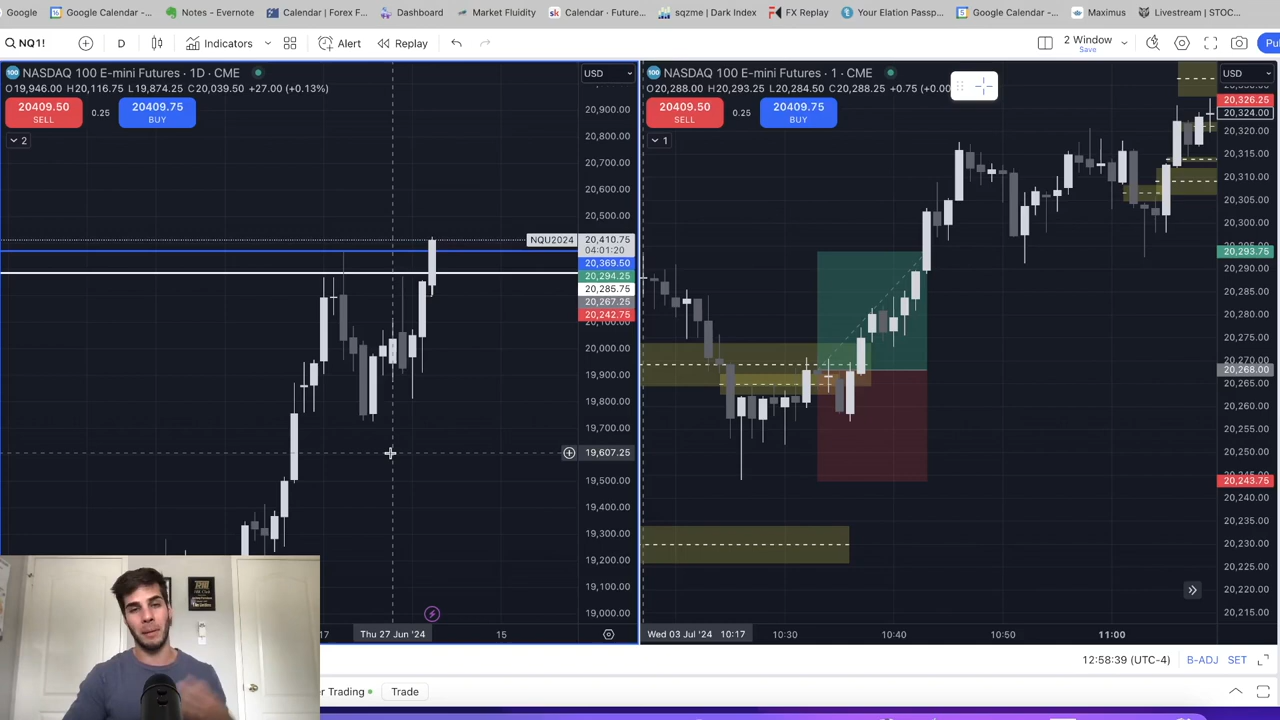 Google
Google Calendar - ...
Notes - Evernote
Calendar | Forex F...
Dashboard
Market Fluidity
Calendar · Future...
sqzme | Dark Inde...
FX Replay
Your Elation Passp...
Google Calendar - ...
Maximus
Livestream | STOC...
NQ1!
D
Indicators
Alert
Replay
2 Window
Save
NASDAQ 100 E-mini Futures · 1D · CME
O19,946.00 H20,116.75 L19,874.25 C20,039.50 +27.00 (+0.13%)
20409.50
SELL
0.25
20409.75
BUY
2
USD
20,900.00
20,800.00
20,700.00
20,600.00
20,500.00
NQU2024
20,410.75
04:01:20
20,369.50
20,294.25
20,285.75
20,267.25
20,242.75
20,100.00
20,000.00
19,900.00
19,800.00
19,700.00
19,607.25
19,500.00
19,400.00
19,300.00
19,200.00
19,100.00
19,000.00
17
Thu 27 Jun '24
15
NASDAQ 100 E-mini Futures · 1 · CME
O20,288.00 H20,293.25 L20,284.50 C20,288.25 +0.75 (+0.00
20409.50
SELL
0.25
20409.75
BUY
1
USD
20,326.25
20,324.00
20,320.00
20,315.00
20,310.00
20,305.00
20,300.00
20,293.75
20,290.00
20,285.00
20,280.00
20,275.00
20,270.00
20,268.00
20,265.00
20,260.00
20,255.00
20,250.00
20,243.75
20,240.00
20,235.00
20,230.00
20,225.00
20,220.00
20,215.00
Wed 03 Jul '24 10:17
10:30
10:40
10:50
11:00
12:58:39 (UTC-4)
B-ADJ
SET
Trading
Trade